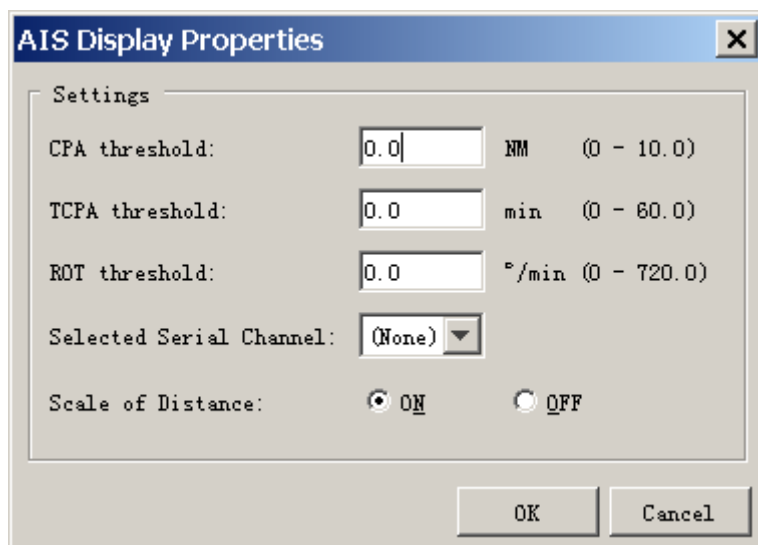 AIS Display Properties
Settings
CPA threshold: 0.0 NM (0 - 10.0)
TCPA threshold: 0.0 min (0 - 60.0)
ROT threshold: 0.0 °/min (0 - 720.0)
Selected Serial Channel: (None)
Scale of Distance: ON OFF
OK Cancel